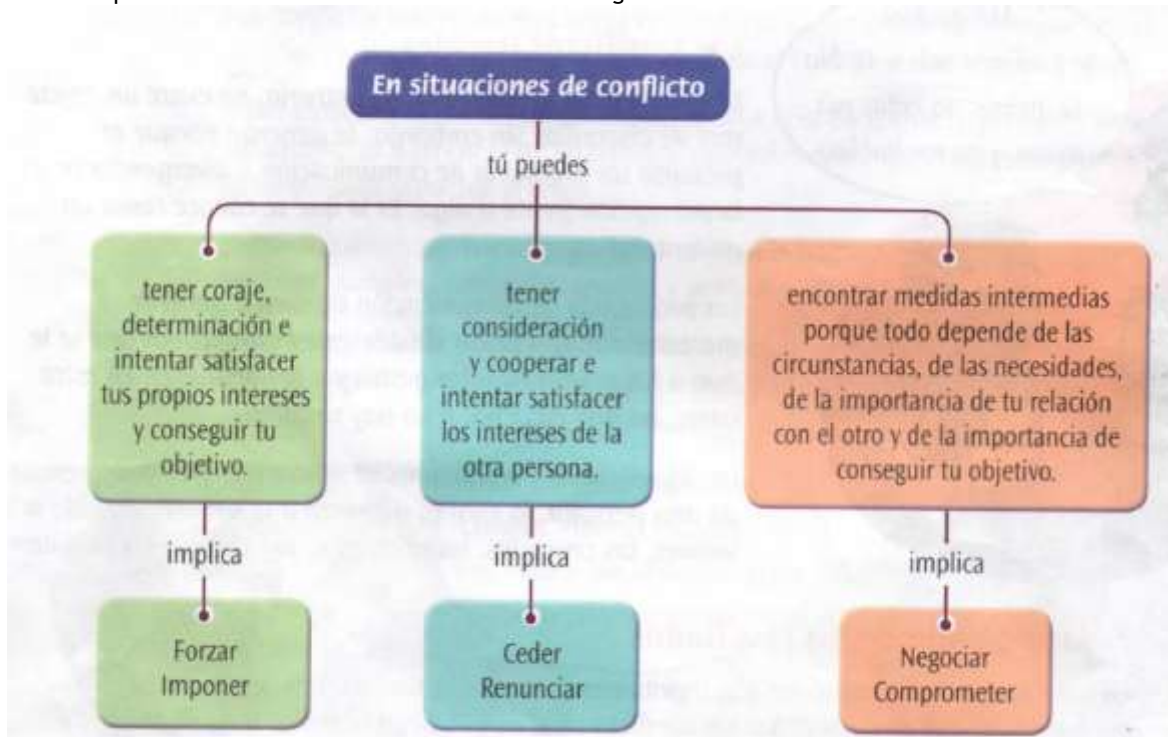 En situaciones de conflicto
tú puedes
tener coraje,
determinación e
intentar satisfacer
tus propios intereses
y conseguir tu
objetivo.
tener
consideración
y cooperar e
intentar satisfacer
los intereses de la
otra persona.
encontrar medidas intermedias
porque todo depende de las
circunstancias, de las necesidades,
de la importancia de tu relación
con el otro y de la importancia de
conseguir tu objetivo.
implica
implica
implica
Forzar
Imponer
Ceder
Renunciar
Negociar
Comprometer